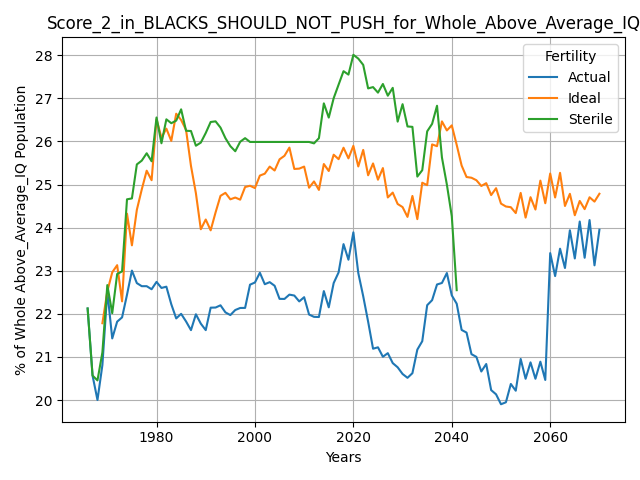 Score_2_in_BLACKS_SHOULD_NOT_PUSH_for_Whole_Above_Average_IQ
Fertility
Actual
Ideal
Sterile
% of Whole Above_Average_IQ Population
28
27
26
25
24
23
22
21
20
1980
2000
2020
2040
2060
Years